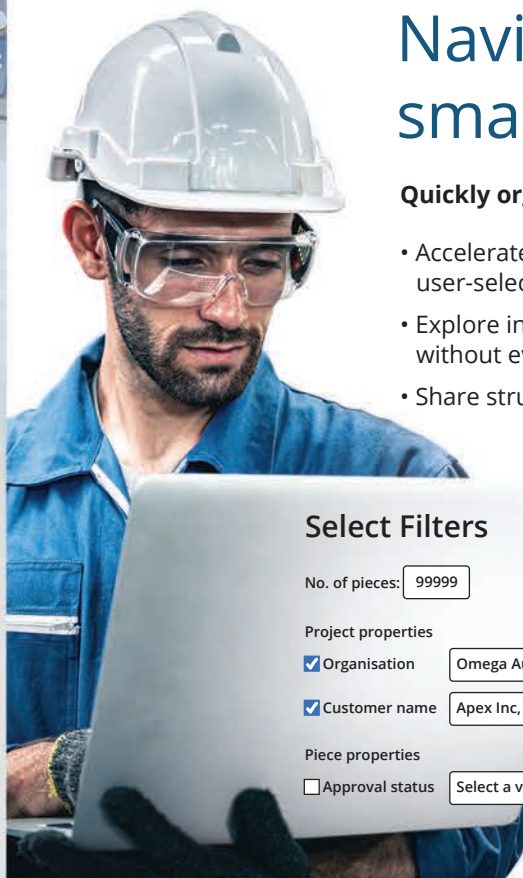 Navi
sma
Quickly or
• Accelerate
user-selec
• Explore in
without ev
• Share stru
Select Filters
No. of pieces: 99999
Project properties
Organisation Omega A
Customer name Apex Inc,
Piece properties
Approval status Select a v